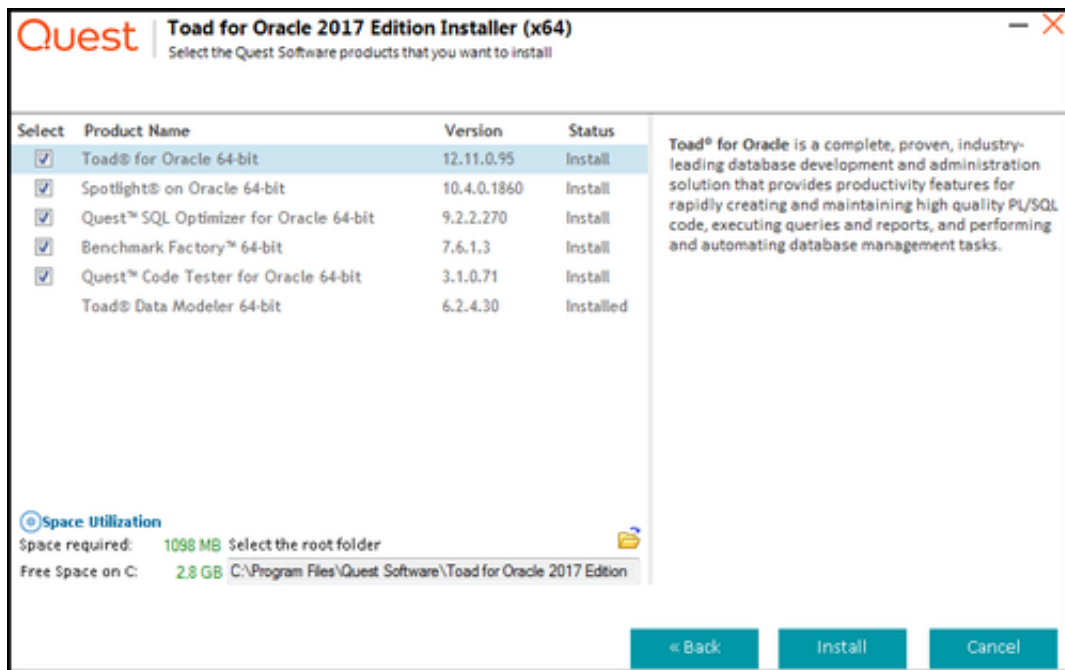 Quest
Toad for Oracle 2017 Edition Installer (x64)
Select the Quest Software products that you want to install
Select Product Name Version Status
Toad® for Oracle 64-bit 12.11.0.95 Install
Spotlight® on Oracle 64-bit 10.4.0.1860 Install
Quest™ SQL Optimizer for Oracle 64-bit 9.2.2.270 Install
Benchmark Factory™ 64-bit 7.6.1.3 Install
Quest™ Code Tester for Oracle 64-bit 3.1.0.71 Install
Toad® Data Modeler 64-bit 6.2.4.30 Installed
Toad® for Oracle is a complete, proven, industry-
leading database development and administration
solution that provides productivity features for
rapidly creating and maintaining high quality PL/SQL
code, executing queries and reports, and performing
and automating database management tasks.
Space Utilization
Space required: 1098 MB Select the root folder
Free Space on C: 2,8 GB C:\Program Files\Quest Software\Toad for Oracle 2017 Edition
« Back Install Cancel